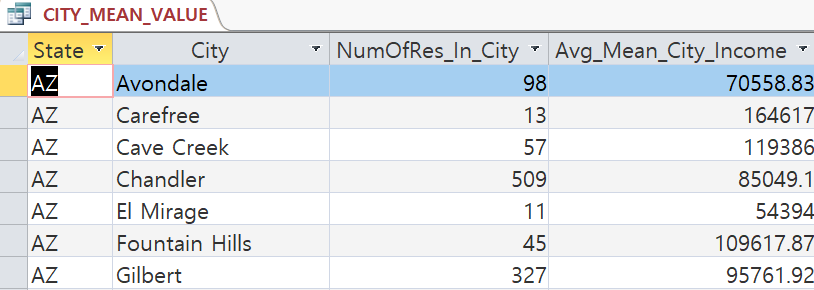 CITY_MEAN_VALUE
State City NumOfRes_In_City Avg_Mean_City_Income
AZ Avondale 98 70558.83
AZ Carefree 13 164617
AZ Cave Creek 57 119386
AZ Chandler 509 85049.1
AZ El Mirage 11 54394
AZ Fountain Hills 45 109617.87
AZ Gilbert 327 95761.92